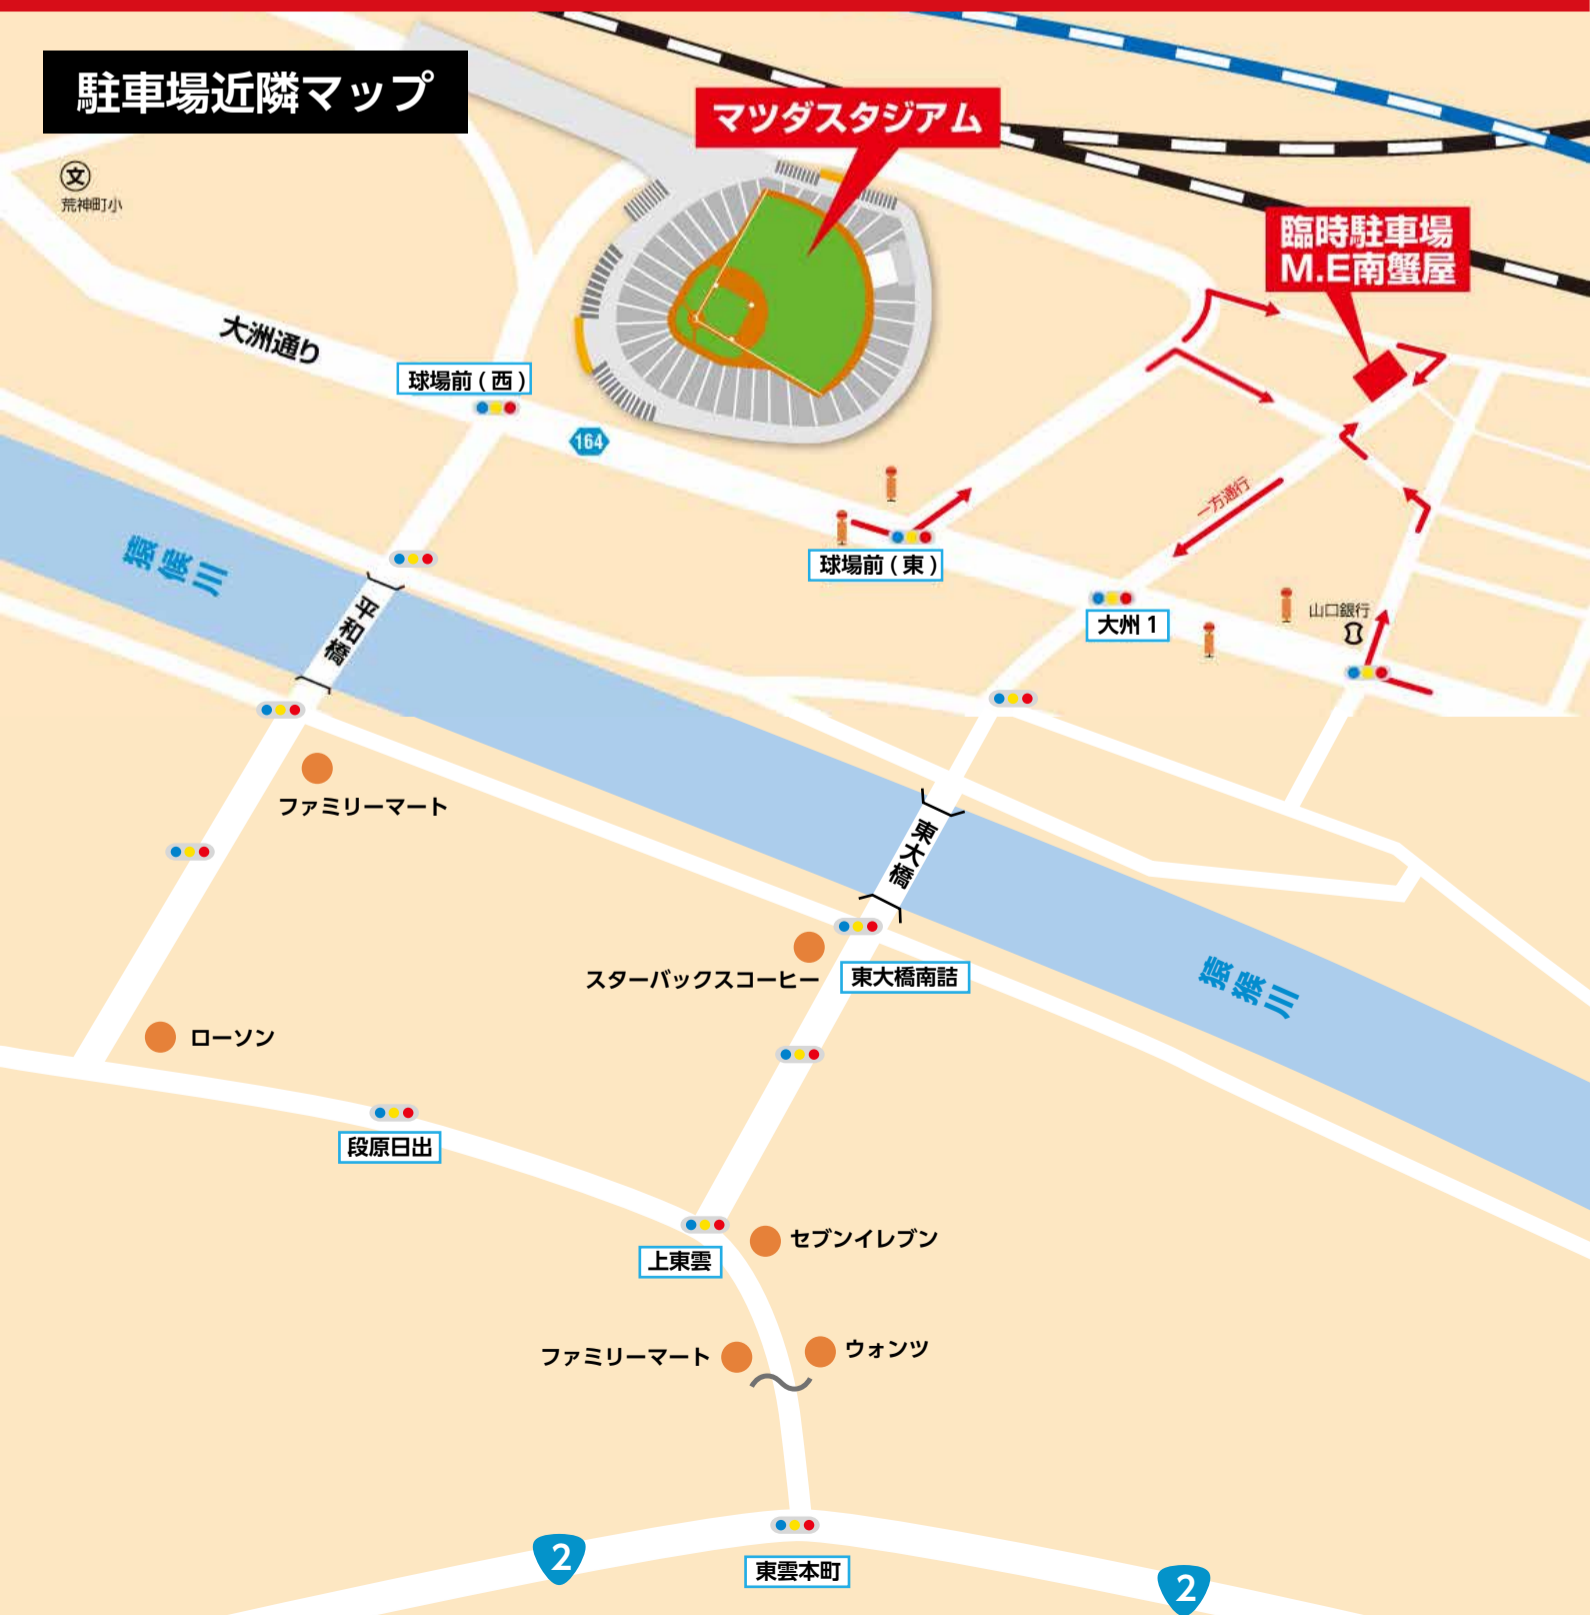 駐車場近隣マップ
マツダスタジアム
文
荒神町小
臨時駐車場
M.E南蟹屋
大洲通り
球場前(西)
164
一方通行
球場前(東)
猿候川
平和橋
大州1
山口銀行
ファミリーマート
東大橋
スターバックスコーヒー
東大橋南詰
猿猴川
ローソン
段原日出
セブンイレブン
上東雲
ファミリーマート
ウォンツ
2
東雲本町
2